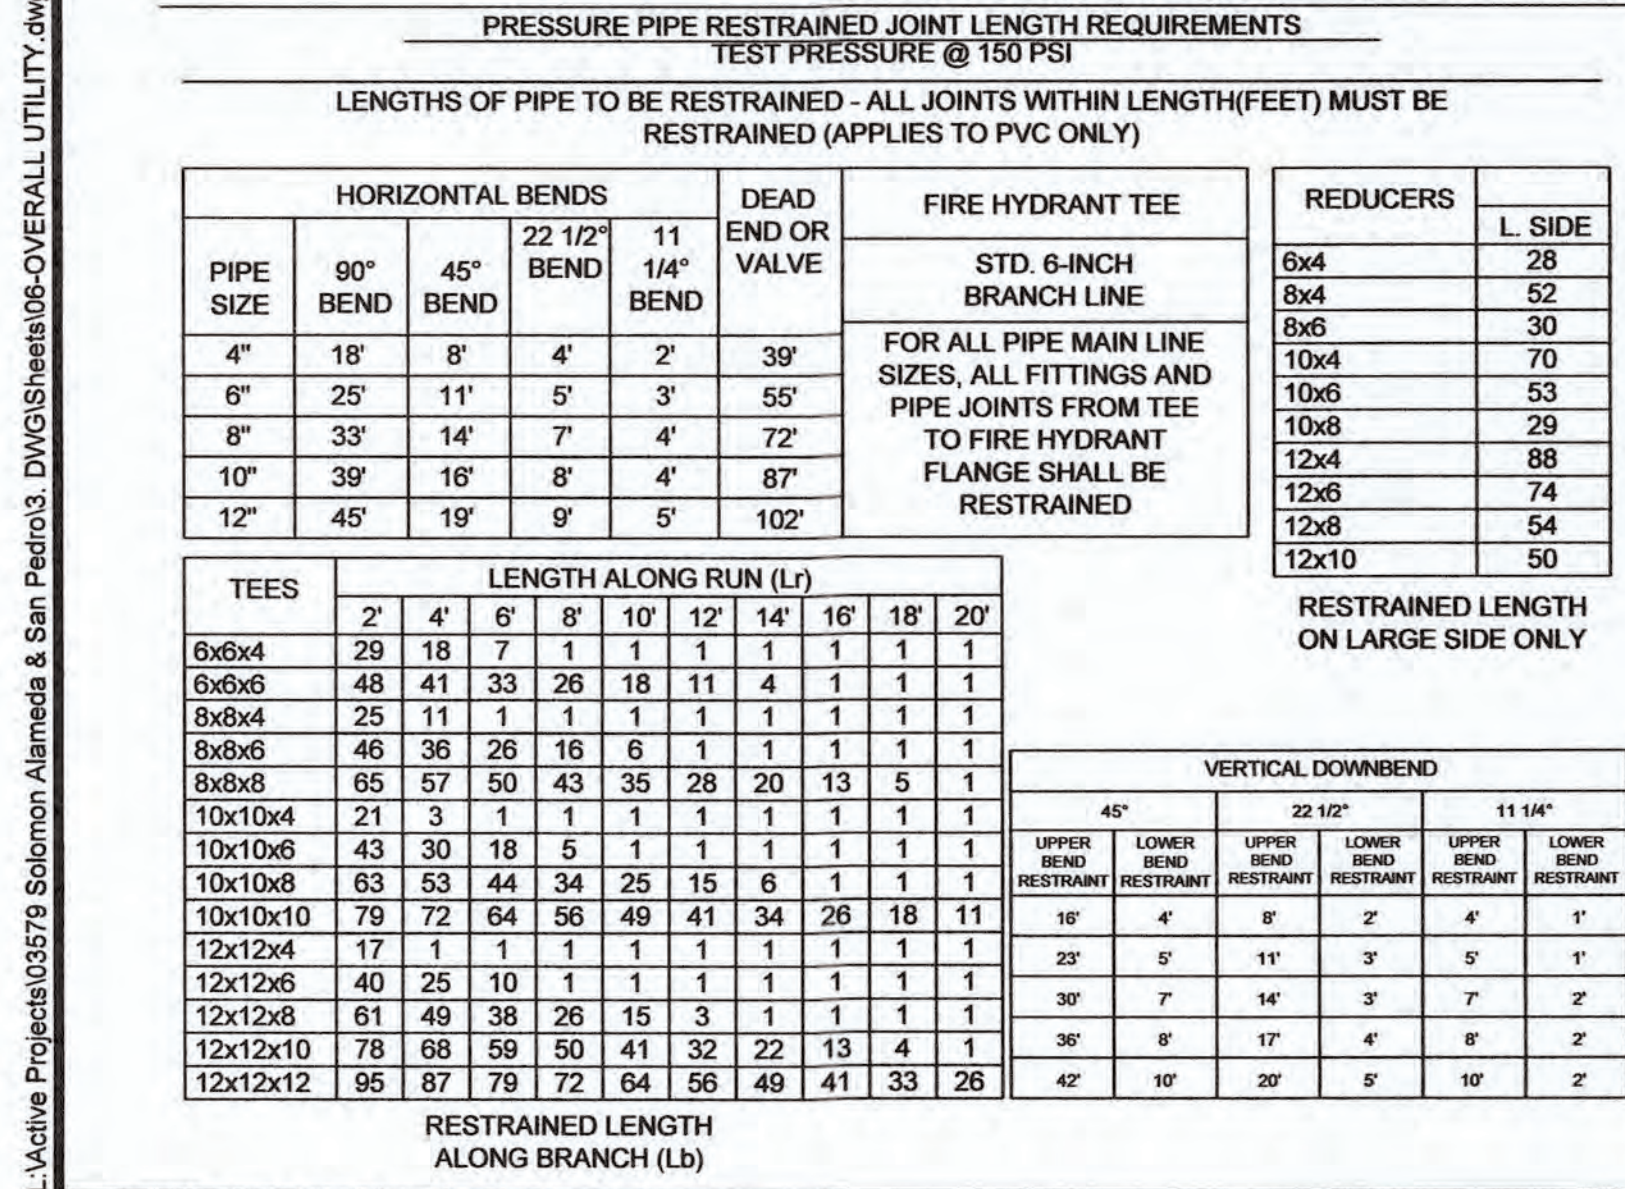 L:\Active Projects\03579 Solomon Alameda & San Pedro\3. DWG\Sheets\06-OVERALL UTILITY.dw
PRESSURE PIPE RESTRAINED JOINT LENGTH REQUIREMENTS
TEST PRESSURE @ 150 PSI
LENGTHS OF PIPE TO BE RESTRAINED - ALL JOINTS WITHIN LENGTH(FEET) MUST BE
RESTRAINED (APPLIES TO PVC ONLY)
HORIZONTAL BENDS
DEAD
END OR
VALVE
PIPE
SIZE
90°
BEND
45°
BEND
22 1/2°
BEND
11
1/4°
BEND
4" 18' 8' 4' 2' 39'
6" 25' 11' 5' 3' 55'
8" 33' 14' 7' 4' 72'
10" 39' 16' 8' 4' 87'
12" 45' 19' 9' 5' 102'
FIRE HYDRANT TEE
STD. 6-INCH
BRANCH LINE
FOR ALL PIPE MAIN LINE
SIZES, ALL FITTINGS AND
PIPE JOINTS FROM TEE
TO FIRE HYDRANT
FLANGE SHALL BE
RESTRAINED
REDUCERS
L. SIDE
6x4 28
8x4 52
8x6 30
10x4 70
10x6 53
10x8 29
12x4 88
12x6 74
12x8 54
12x10 50
RESTRAINED LENGTH
ON LARGE SIDE ONLY
TEES
LENGTH ALONG RUN (Lr)
2' 4' 6' 8' 10' 12' 14' 16' 18' 20'
6x6x4 29 18 7 1 1 1 1 1 1 1
6x6x6 48 41 33 26 18 11 4 1 1 1
8x8x4 25 11 1 1 1 1 1 1 1 1
8x8x6 46 36 26 16 6 1 1 1 1 1
8x8x8 65 57 50 43 35 28 20 13 5 1
10x10x4 21 3 1 1 1 1 1 1 1 1
10x10x6 43 30 18 5 1 1 1 1 1 1
10x10x8 63 53 44 34 25 15 6 1 1 1
10x10x10 79 72 64 56 49 41 34 26 18 11
12x12x4 17 1 1 1 1 1 1 1 1 1
12x12x6 40 25 10 1 1 1 1 1 1 1
12x12x8 61 49 38 26 15 3 1 1 1 1
12x12x10 78 68 59 50 41 32 22 13 4 1
12x12x12 95 87 79 72 64 56 49 41 33 26
RESTRAINED LENGTH
ALONG BRANCH (Lb)
VERTICAL DOWNBEND
45° 22 1/2° 11 1/4°
UPPER LOWER UPPER LOWER UPPER LOWER
BEND BEND BEND BEND BEND BEND
RESTRAINT RESTRAINT RESTRAINT RESTRAINT RESTRAINT RESTRAINT
16' 4' 8' 2' 4' 1'
23' 5' 11' 3' 5' 1'
30' 7' 14' 3' 7' 2'
36' 8' 17' 4' 8' 2'
42' 10' 20' 5' 10' 2'